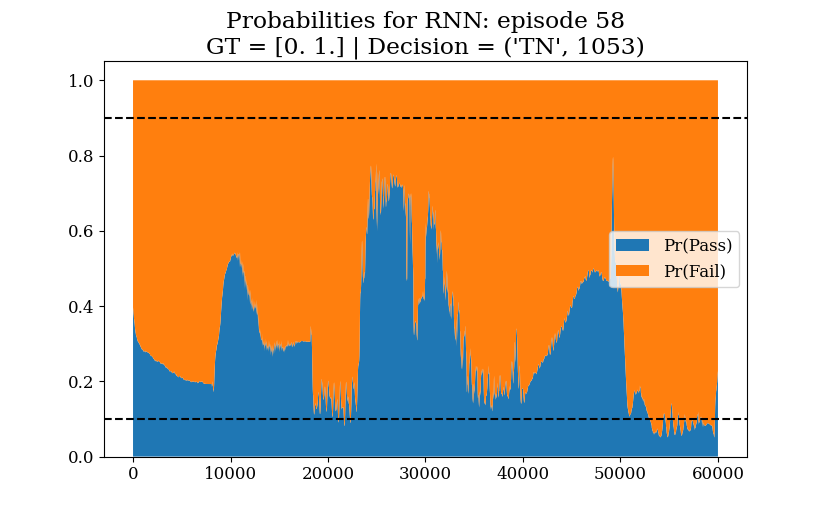 Probabilities for RNN: episode 58
GT = [0. 1.] | Decision = ('TN', 1053)
1.0
0.8
0.6
0.4
0.2
0.0
Pr(Pass)
Pr(Fail)
0 10000 20000 30000 40000 50000 60000